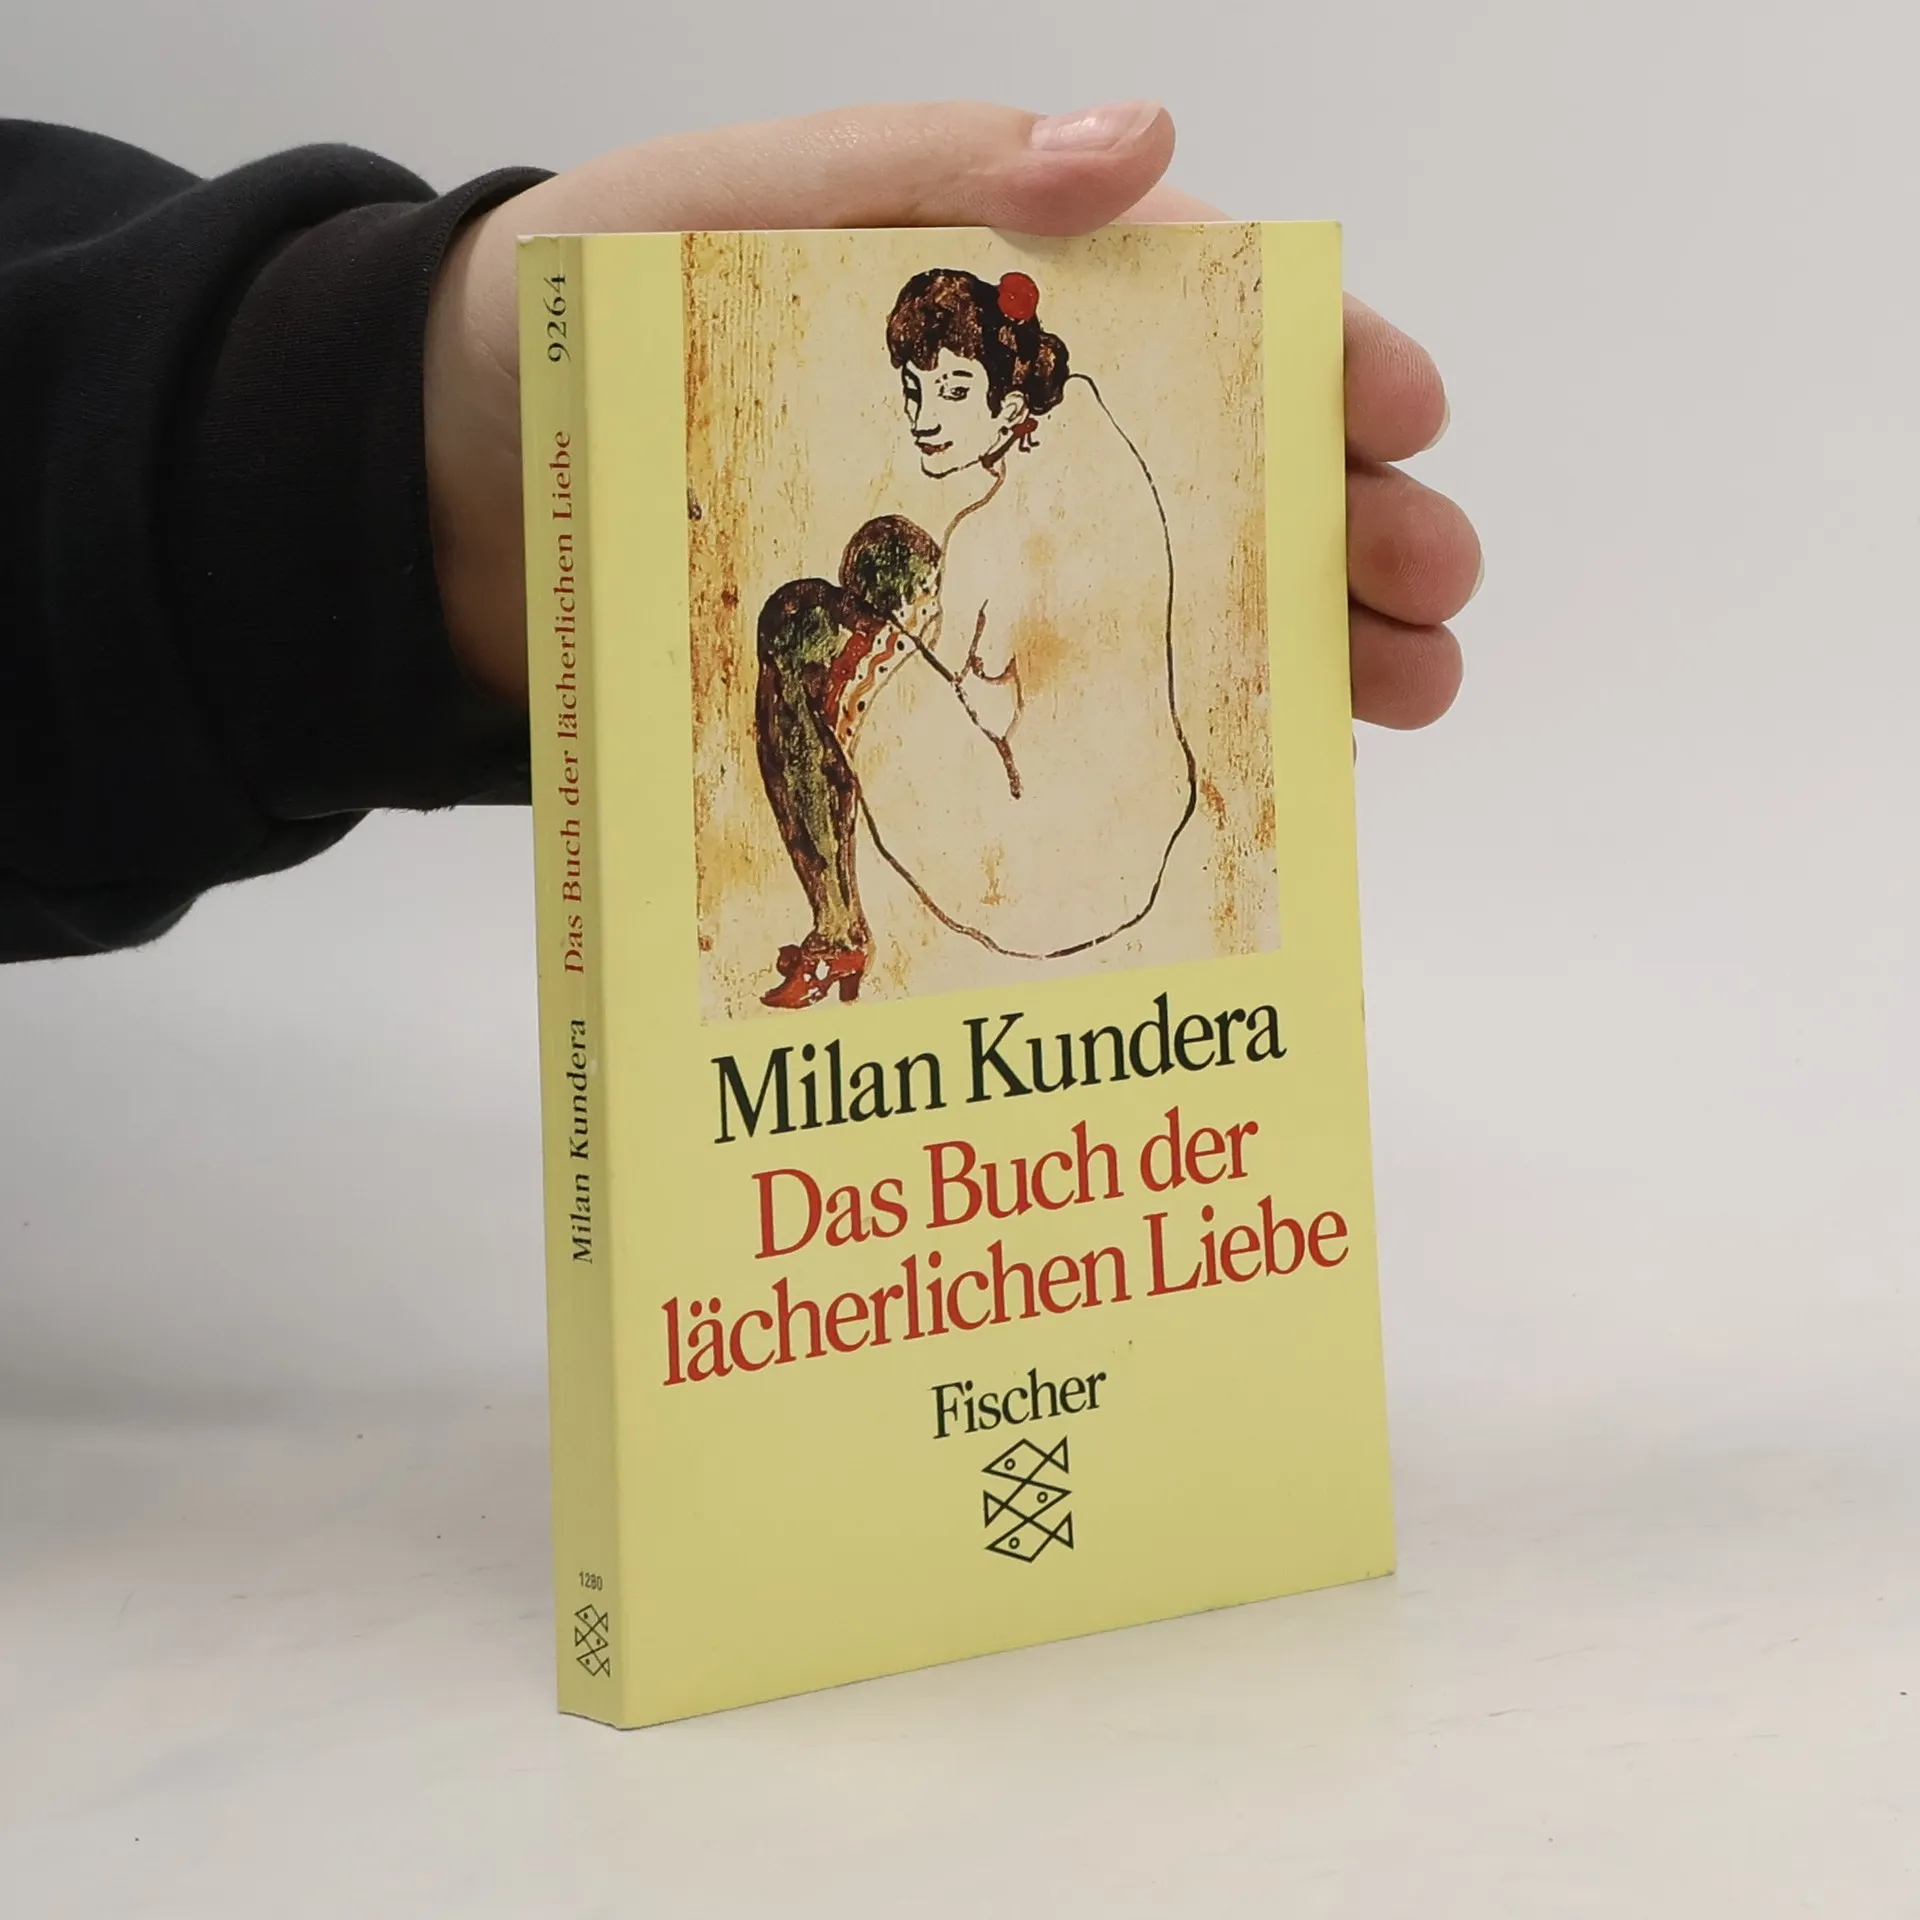 Milan Kundera
Das Buch der
lächerlichen Liebe
Fischer
Milan Kundera Das Buch der lächerlichen Liebe 9264
1280